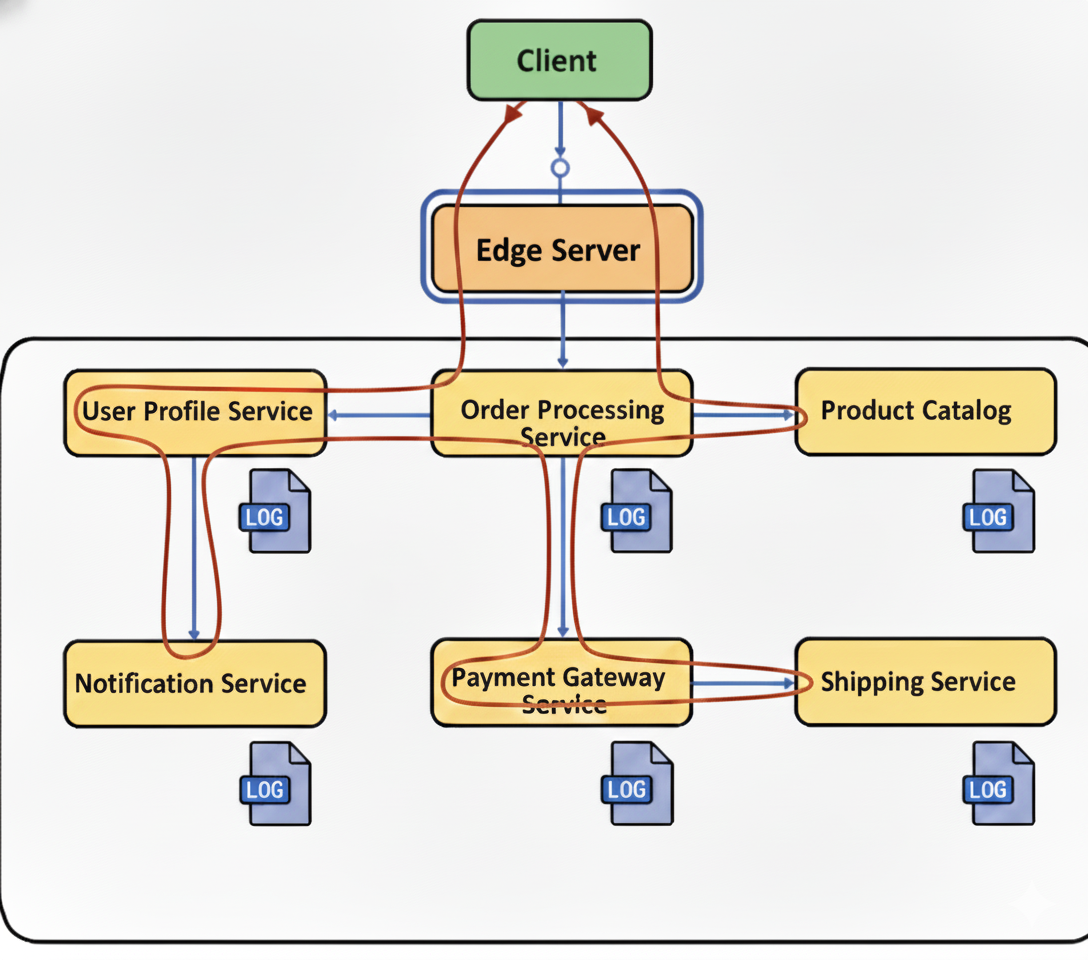 Client
Edge Server
User Profile Service
Order Processing
Service
Product Catalog
LOG
LOG
LOG
Notification Service
Payment Gateway
Service
Shipping Service
LOG
LOG
LOG